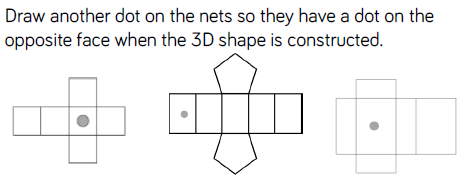 Draw another dot on the nets so they have a dot on the
opposite face when the 3D shape is constructed.